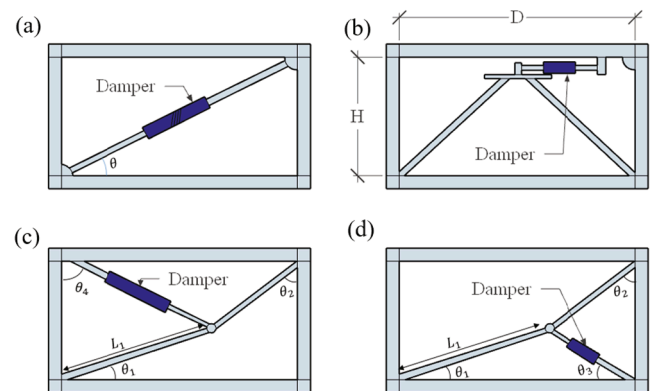 (a)
Damper
θ
(b)
D
H
Damper
(c)
Damper
θ4
θ2
L1
θ1
(d)
Damper
θ2
L1
θ1
θ3